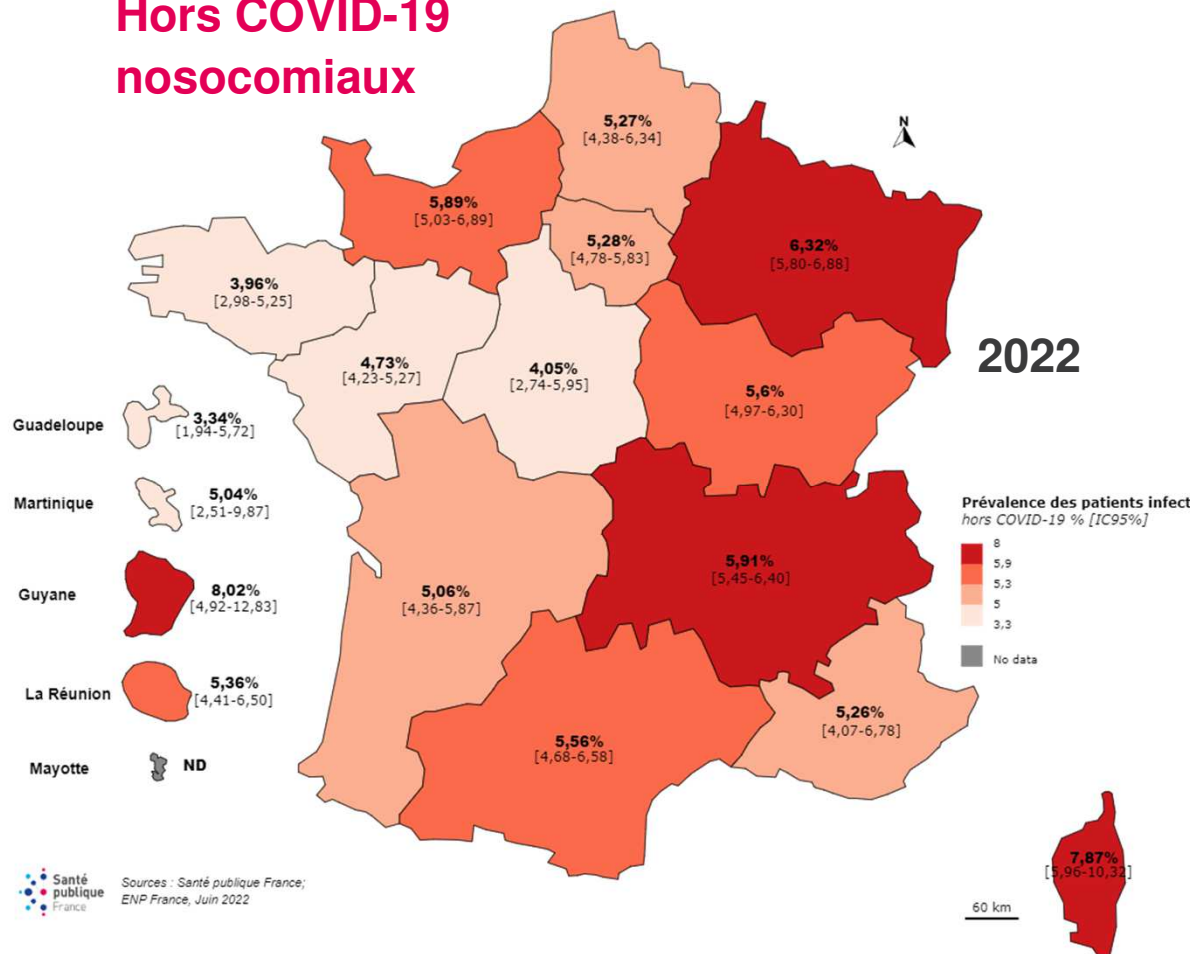 Hors COVID-19
nosocomiaux
N
5,27%
[4,38-6,34]
5,89%
[5,03-6,89]
5,28%
[4,78-5,83]
6,32%
[5,80-6,88]
3,96%
[2,98-5,25]
2022
4,73%
[4,23-5,27]
4,05%
[2,74-5,95]
5,6%
[4,97-6,30]
Guadeloupe
3,34%
[1,94-5,72]
Martinique
5,04%
[2,51-9,87]
Guyane
8,02%
[4,92-12,83]
La Réunion
5,36%
[4,41-6,50]
Mayotte
ND
5,06%
[4,36-5,87]
5,91%
[5,45-6,40]
5,56%
[4,68-6,58]
5,26%
[4,07-6,78]
7,87%
[5,96-10,32]
Prévalence des patients infect
hors COVID-19 % [IC95%]
8
5,9
5,3
5
3,3
No data
60 km
Santé
publique
France
Sources : Santé publique France;
ENP France, Juin 2022